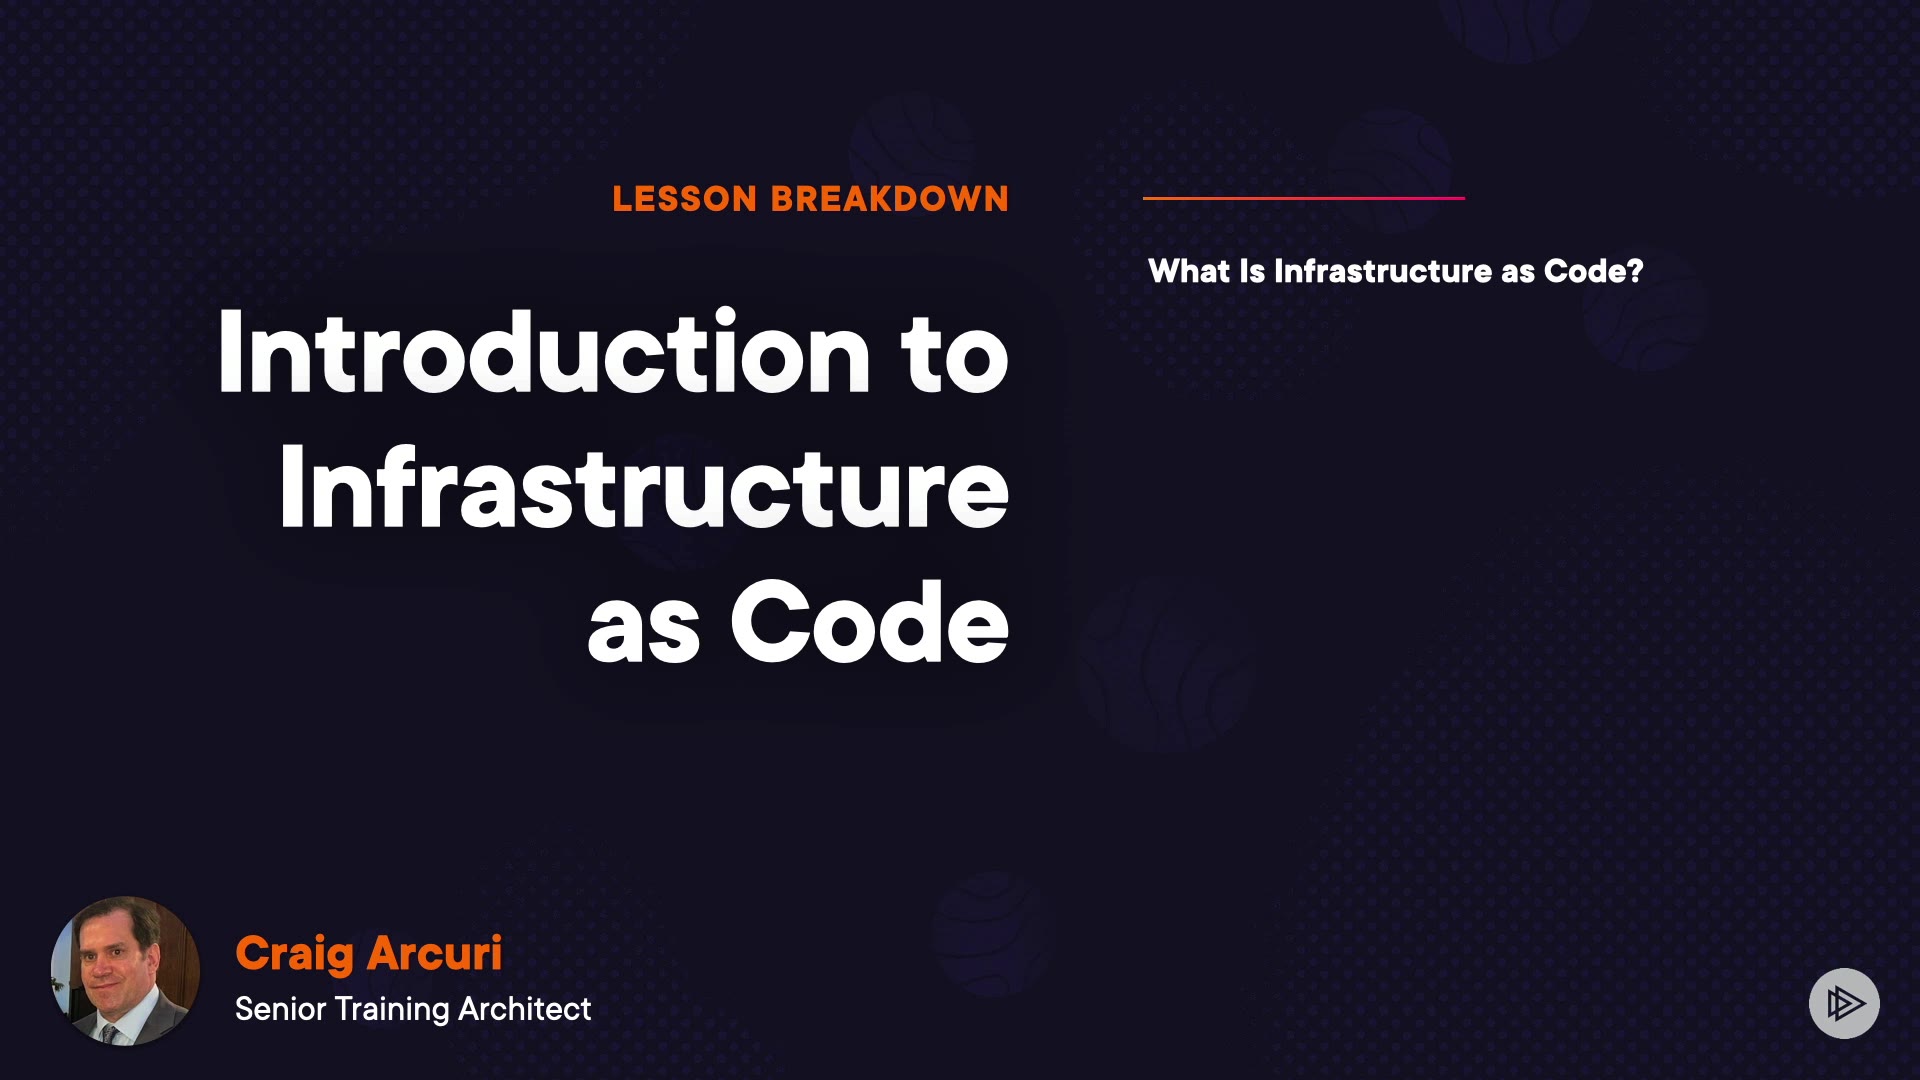 LESSON BREAKDOWN
Introduction to
Infrastructure
as Code
What Is Infrastructure as Code?
Craig Arcuri
Senior Training Architect